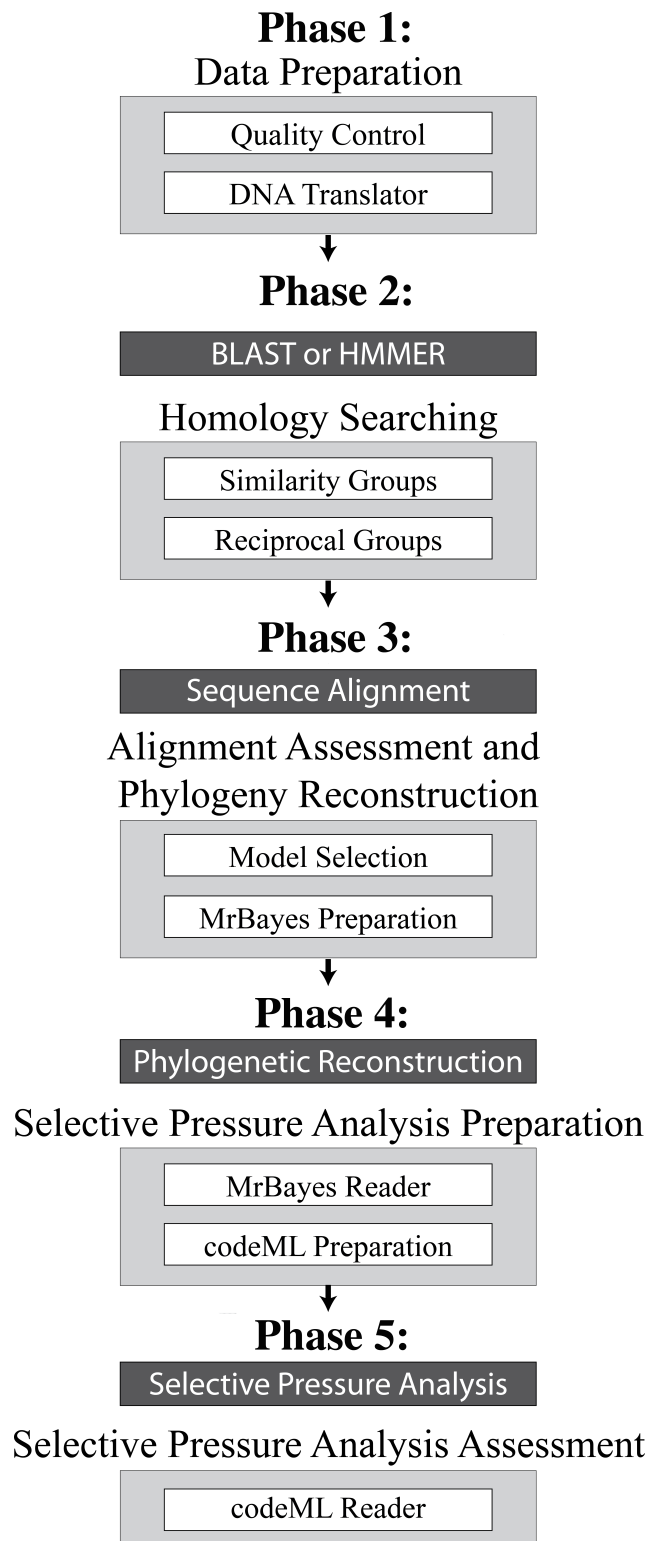 Phase 1:
Data Preparation
Quality Control
DNA Translator
Phase 2:
BLAST or HMMER
Homology Searching
Similarity Groups
Reciprocal Groups
Phase 3:
Sequence Alignment
Alignment Assessment and
Phylogeny Reconstruction
Model Selection
MrBayes Preparation
Phase 4:
Phylogenetic Reconstruction
Selective Pressure Analysis Preparation
MrBayes Reader
codeML Preparation
Phase 5:
Selective Pressure Analysis
Selective Pressure Analysis Assessment
codeML Reader